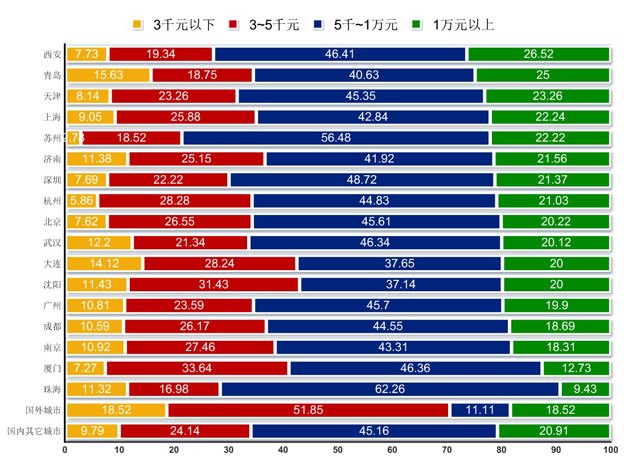 3千元以下 3~5千元 5千~1万元 1万元以上
西安 7.73 19.34 46.41 26.52
青岛 15.63 18.75 40.63 25
天津 8.14 23.26 45.35 23.26
上海 9.05 25.88 42.84 22.24
苏州 2.78 18.52 56.48 22.22
济南 11.38 25.15 41.92 21.56
深圳 7.69 22.22 48.72 21.37
杭州 5.86 28.28 44.83 21.03
北京 7.62 26.55 45.61 20.22
武汉 12.2 21.34 46.34 20.12
大连 14.12 28.24 37.65 20
沈阳 11.43 31.43 37.14 20
广州 10.81 23.59 45.7 19.9
成都 10.59 26.17 44.55 18.69
南京 10.92 27.46 43.31 18.31
厦门 7.27 33.64 46.36 12.73
珠海 11.32 16.98 62.26 9.43
国外城市 18.52 51.85 11.11 18.52
国内其它城市 9.79 24.14 45.16 20.91
0 10 20 30 40 50 60 70 80 90 100